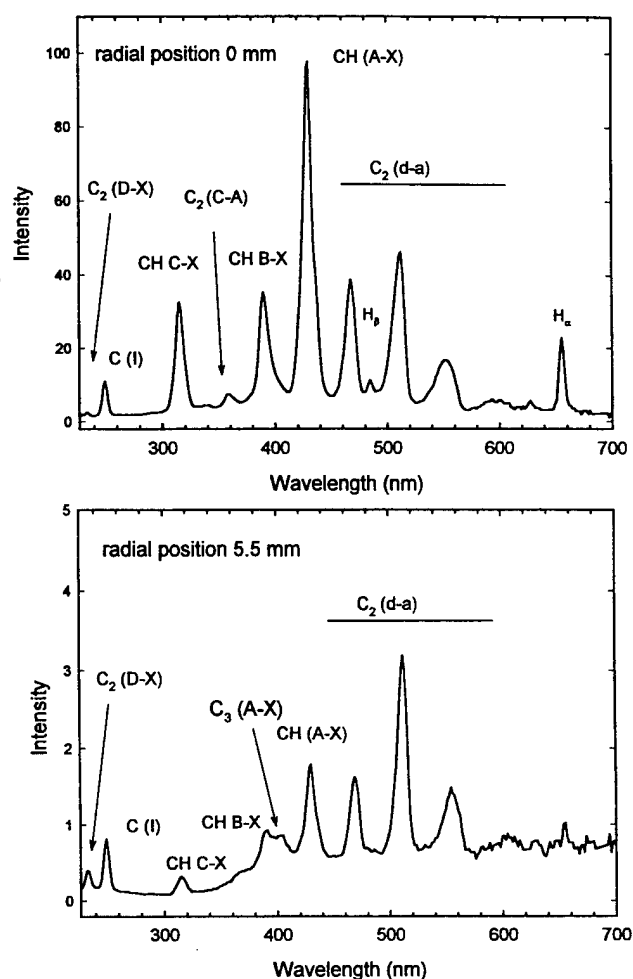 radial position 0 mm
CH (A-X)
C₂ (d-a)
C₂ (D-X)
C₂(C-A)
CH C-X
CH B-X
C (I)
Hᵦ
Hα
100
80
60
40
20
0
Intensity
300 400 500 600 700
Wavelength (nm)
radial position 5.5 mm
C₂ (d-a)
C₂ (D-X)
C₃ (A-X)
CH (A-X)
C (I)
CH B-X
CH C-X
5
4
3
2
1
0
Intensity
300 400 500 600 700
Wavelength (nm)